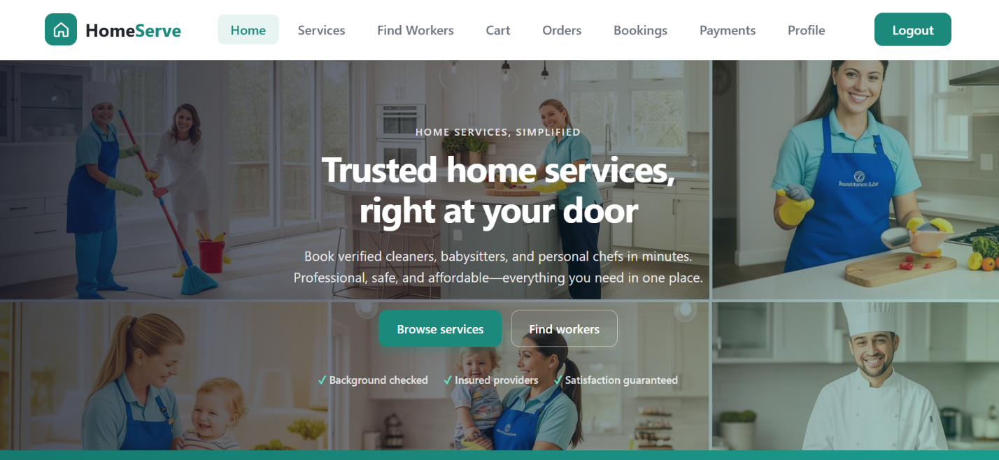 HomeServe
Home Services Find Workers Cart Orders Bookings Payments Profile Logout
HOME SERVICES, SIMPLIFIED
Trusted home services,
right at your door
Book verified cleaners, babysitters, and personal chefs in minutes.
Professional, safe, and affordable—everything you need in one place.
Browse services Find workers
✓ Background checked ✓ Insured providers ✓ Satisfaction guaranteed